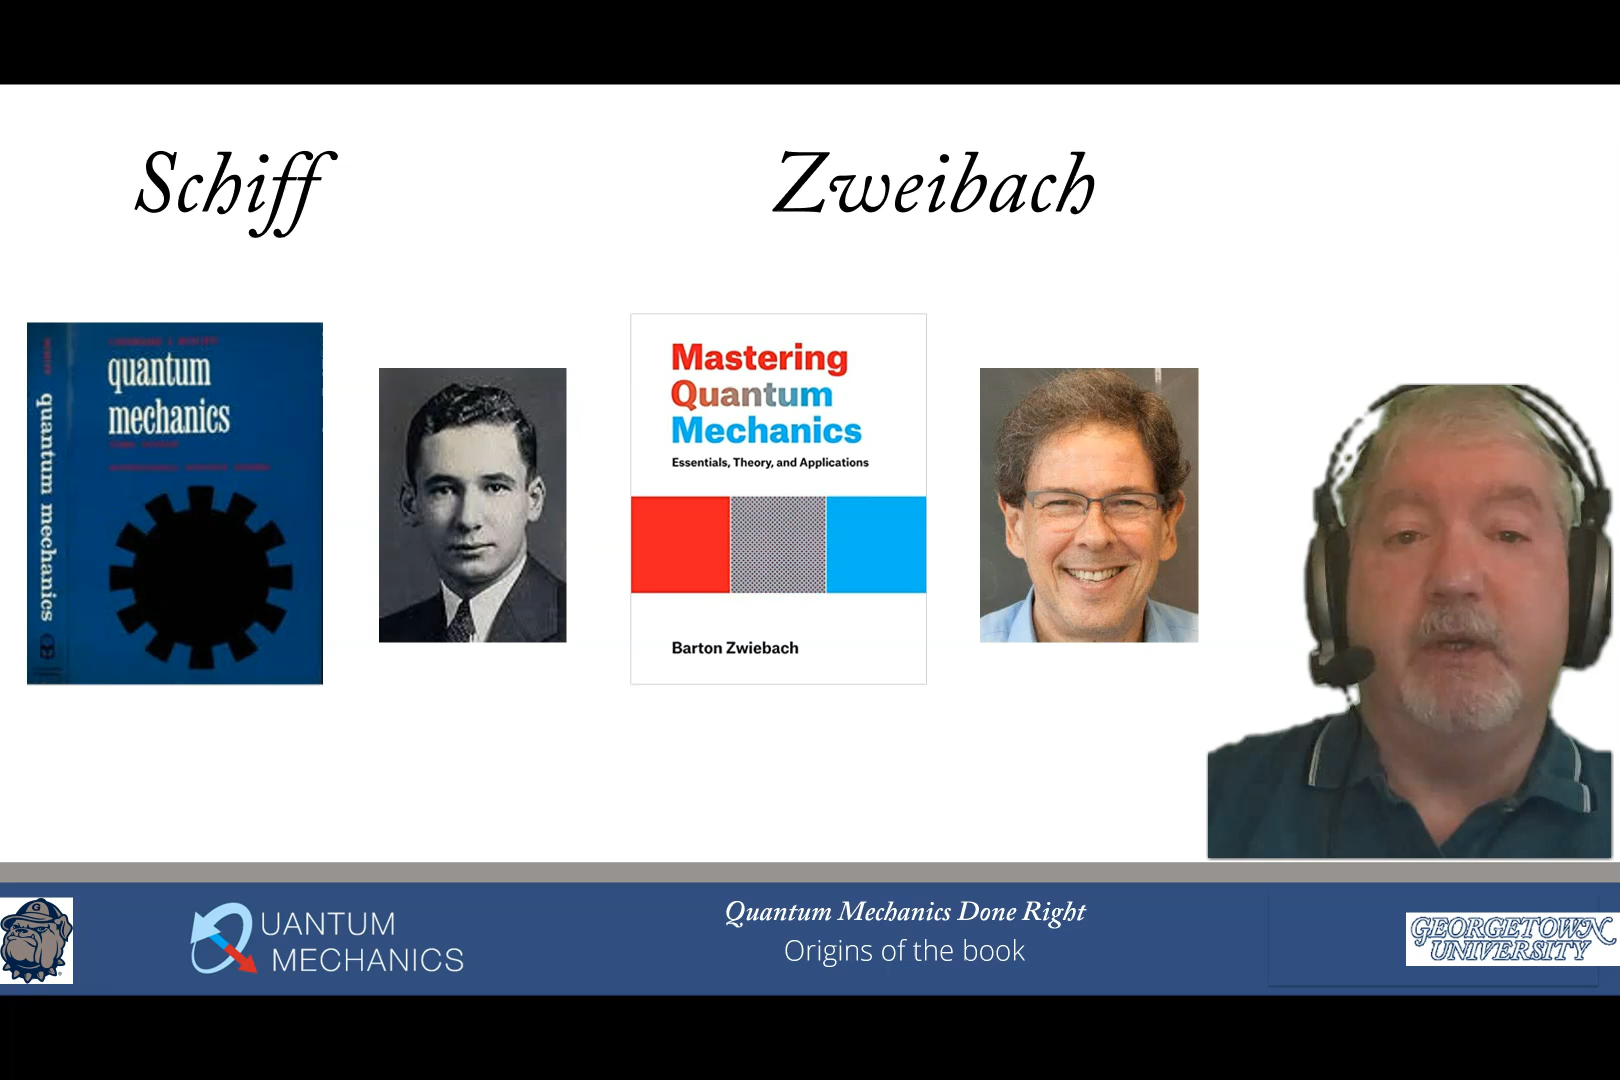 Schiff
Zweibach
quantum
mechanics
quantum mechanics
Mastering
Quantum
Mechanics
Essentials, Theory, and Applications
Barton Zwiebach
G
UANTUM
MECHANICS
Quantum Mechanics Done Right
Origins of the book
GEORGETOWN
UNIVERSITY